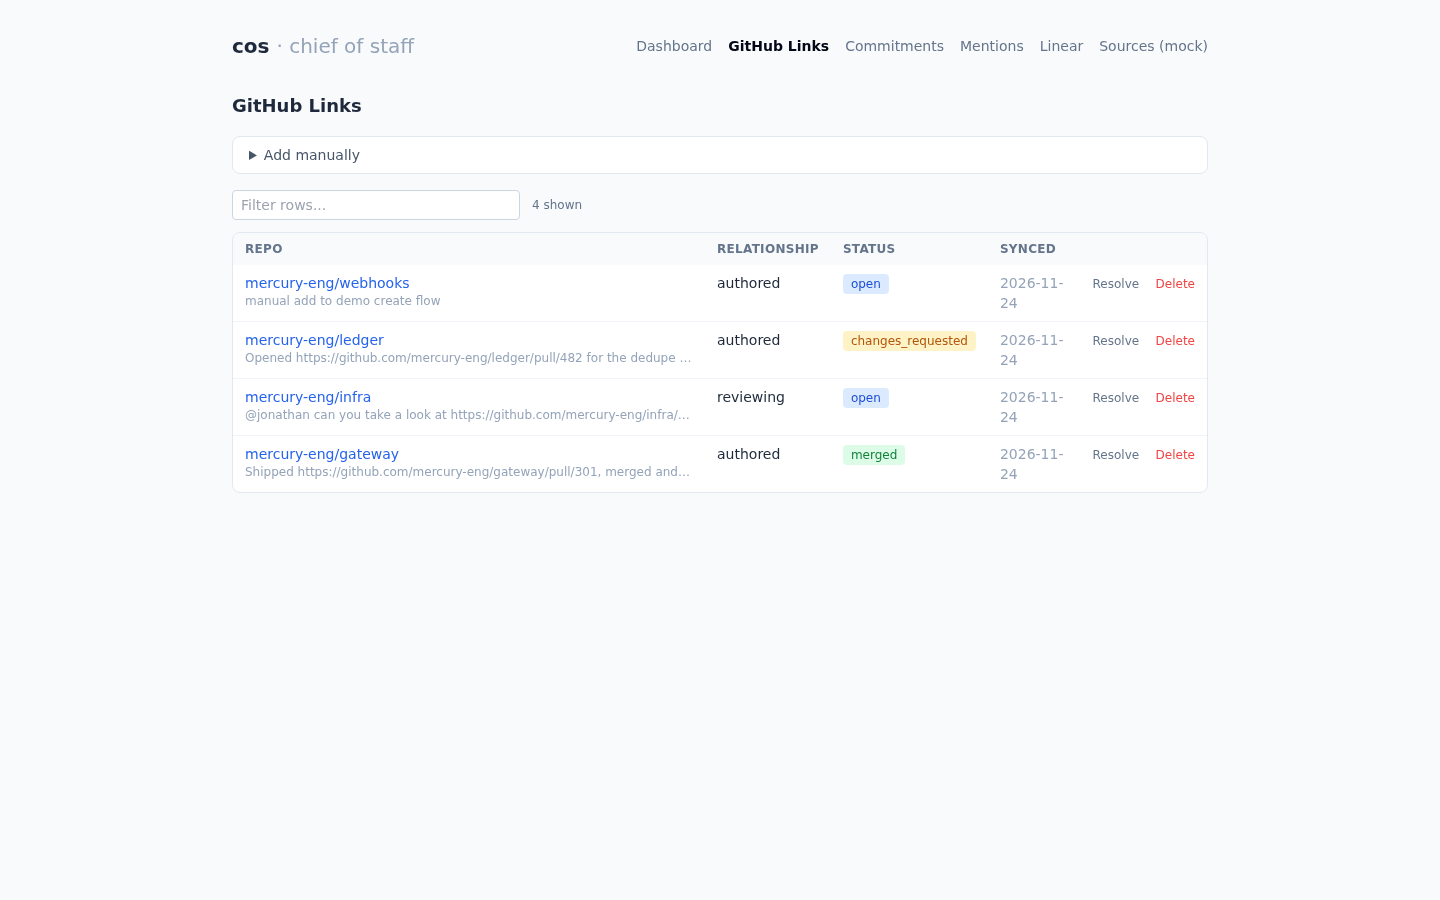 cos · chief of staff
Dashboard GitHub Links Commitments Mentions Linear Sources (mock)
GitHub Links
Add manually
Filter rows...
4 shown
REPO RELATIONSHIP STATUS SYNCED
mercury-eng/webhooks authored open 2026-11-24 Resolve Delete
manual add to demo create flow
mercury-eng/ledger authored changes_requested 2026-11-24 Resolve Delete
Opened https://github.com/mercury-eng/ledger/pull/482 for the dedupe ...
mercury-eng/infra reviewing open 2026-11-24 Resolve Delete
@jonathan can you take a look at https://github.com/mercury-eng/infra/...
mercury-eng/gateway authored merged 2026-11-24 Resolve Delete
Shipped https://github.com/mercury-eng/gateway/pull/301, merged and...